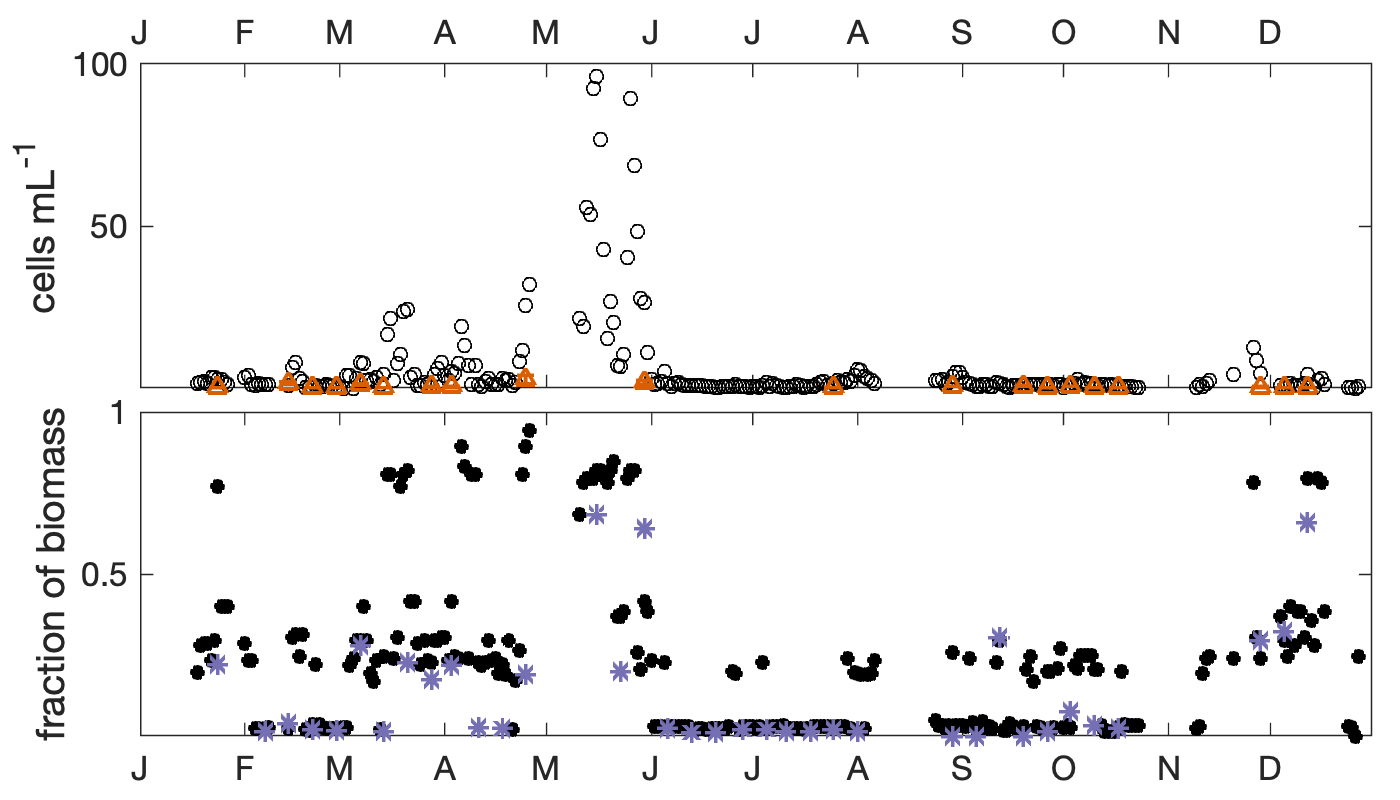 J F M A M J J A S O N D
100
50
cells mL⁻¹
1
0.5
fraction of biomass
J F M A M J J A S O N D